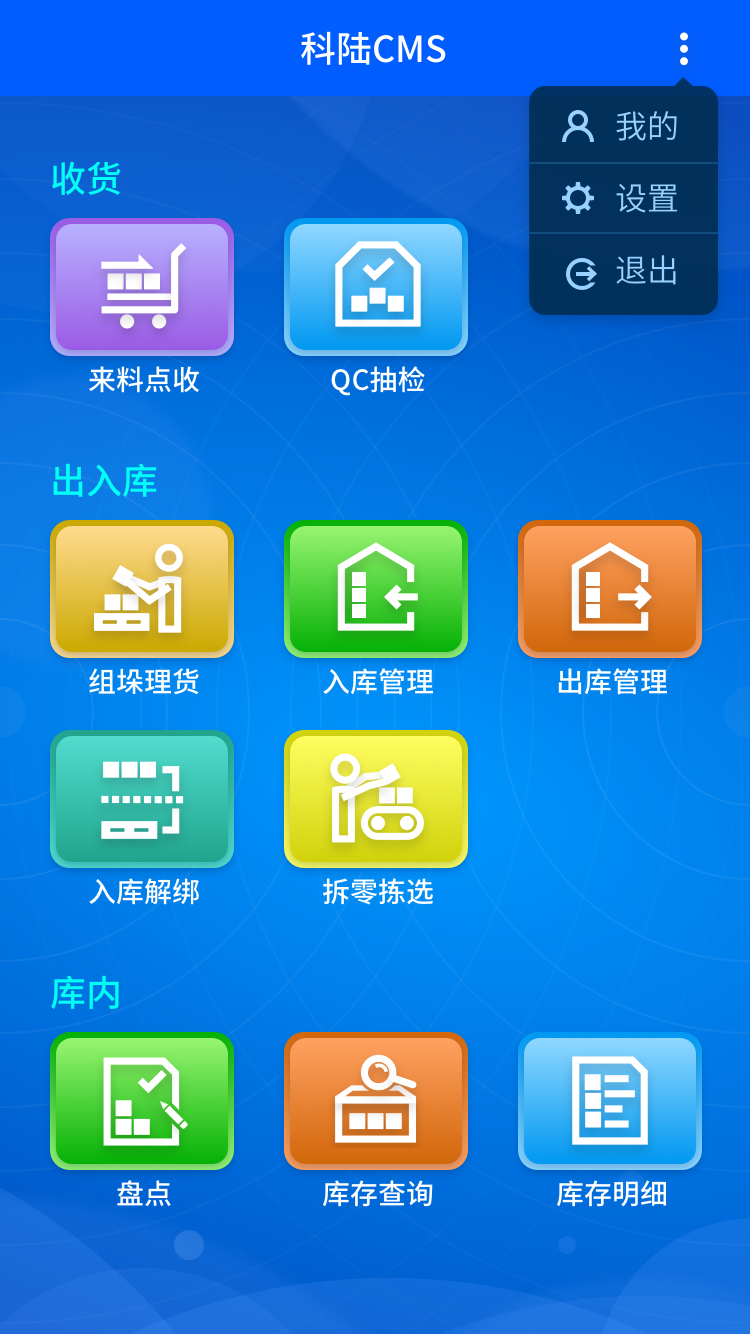 科陆CMS
我的
设置
退出
收货
来料点收
QC抽检
出入库
组垛理货
入库管理
出库管理
入库解绑
拆零拣选
库内
盘点
库存查询
库存明细